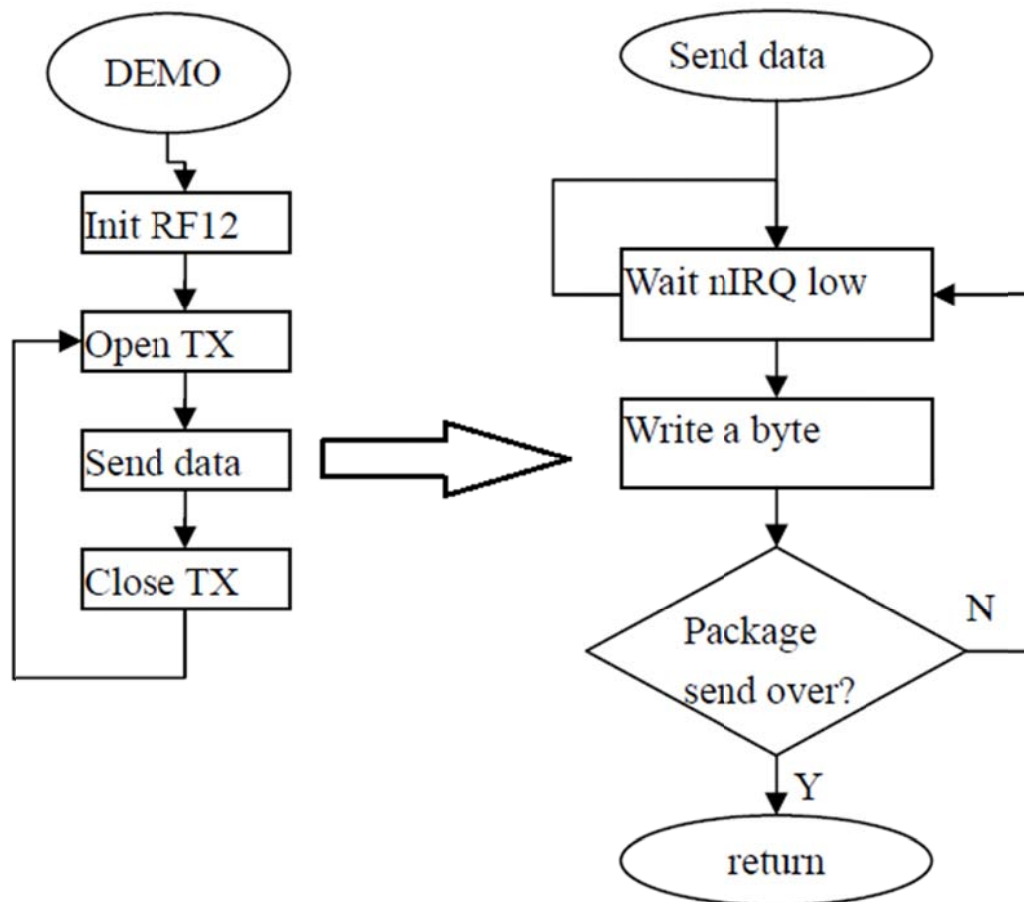 DEMO
Init RF12
Open TX
Send data
Close TX
Send data
Wait nIRQ low
Write a byte
Package
send over?
N
Y
return